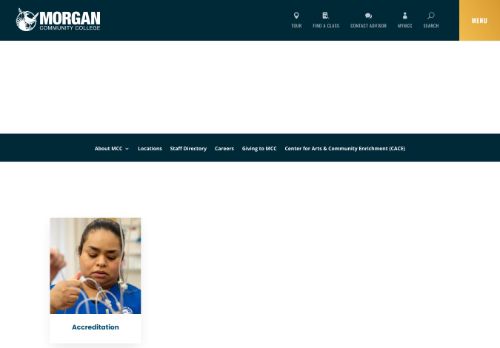 MORGAN
COMMUNITY COLLEGE
TOUR
FIND A CLASS
CONTACT ADVISOR
MYMCC
SEARCH
MENU
About MCC
Locations
Staff Directory
Careers
Giving to MCC
Center for Arts & Community Enrichment (CACE)
Accreditation